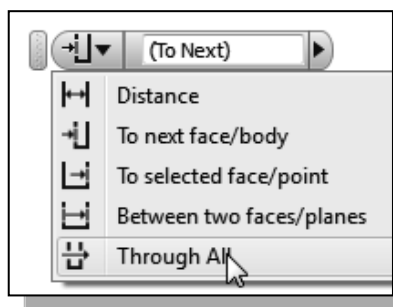 (To Next)
Distance
To next face/body
To selected face/point
Between two faces/planes
Through All